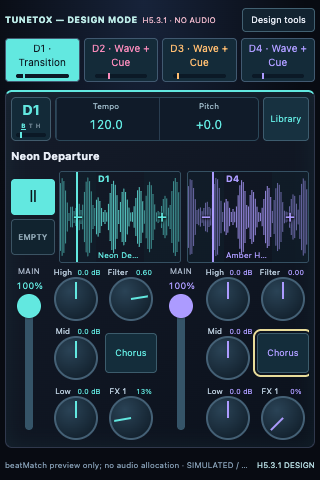 TUNETOX — DESIGN MODE H5.3.1 · NO AUDIO
Design tools
D1 · Transition
D2 · Wave + Cue
D3 · Wave + Cue
D4 · Wave + Cue
D1
B T H
Tempo
120.0
Pitch
+0.0
Library
Neon Departure
II
EMPTY
D1
Neon De...
D4
Amber H...
MAIN
100%
High 0.0 dB
Filter 0.60
Mid 0.0 dB
Chorus
Low 0.0 dB
FX 1 13%
MAIN
100%
High 0.0 dB
Filter 0.00
Mid 0.0 dB
Chorus
Low 0.0 dB
FX 1 0%
beatMatch preview only; no audio allocation · SIMULATED / ...
H5.3.1 DESIGN